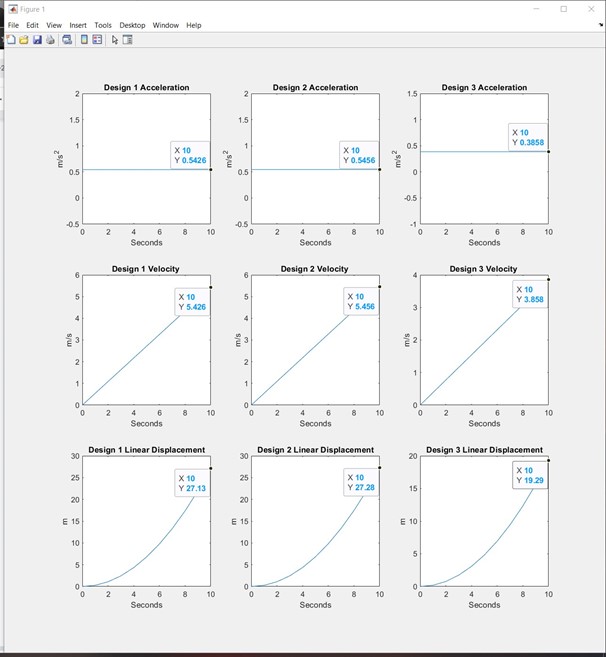 Figure 1
File Edit View Insert Tools Desktop Window Help
Design 1 Acceleration
2
1.5
1
0.5
0
-0.5
m/s²
X 10
Y 0.5426
0 2 4 6 8 10
Seconds
Design 2 Acceleration
2
1.5
1
0.5
0
-0.5
m/s²
X 10
Y 0.5456
0 2 4 6 8 10
Seconds
Design 3 Acceleration
1.5
1
0.5
0
-0.5
-1
m/s²
X 10
Y 0.3858
0 2 4 6 8 10
Seconds
Design 1 Velocity
6
5
4
3
2
1
0
m/s
X 10
Y 5.426
0 2 4 6 8 10
Seconds
Design 2 Velocity
6
5
4
3
2
1
0
m/s
X 10
Y 5.456
0 2 4 6 8 10
Seconds
Design 3 Velocity
4
3
2
1
0
m/s
X 10
Y 3.858
0 2 4 6 8 10
Seconds
Design 1 Linear Displacement
30
25
20
15
10
5
0
m
X 10
Y 27.13
0 2 4 6 8 10
Seconds
Design 2 Linear Displacement
30
25
20
15
10
5
0
m
X 10
Y 27.28
0 2 4 6 8 10
Seconds
Design 3 Linear Displacement
20
15
10
5
0
m
X 10
Y 19.29
0 2 4 6 8 10
Seconds